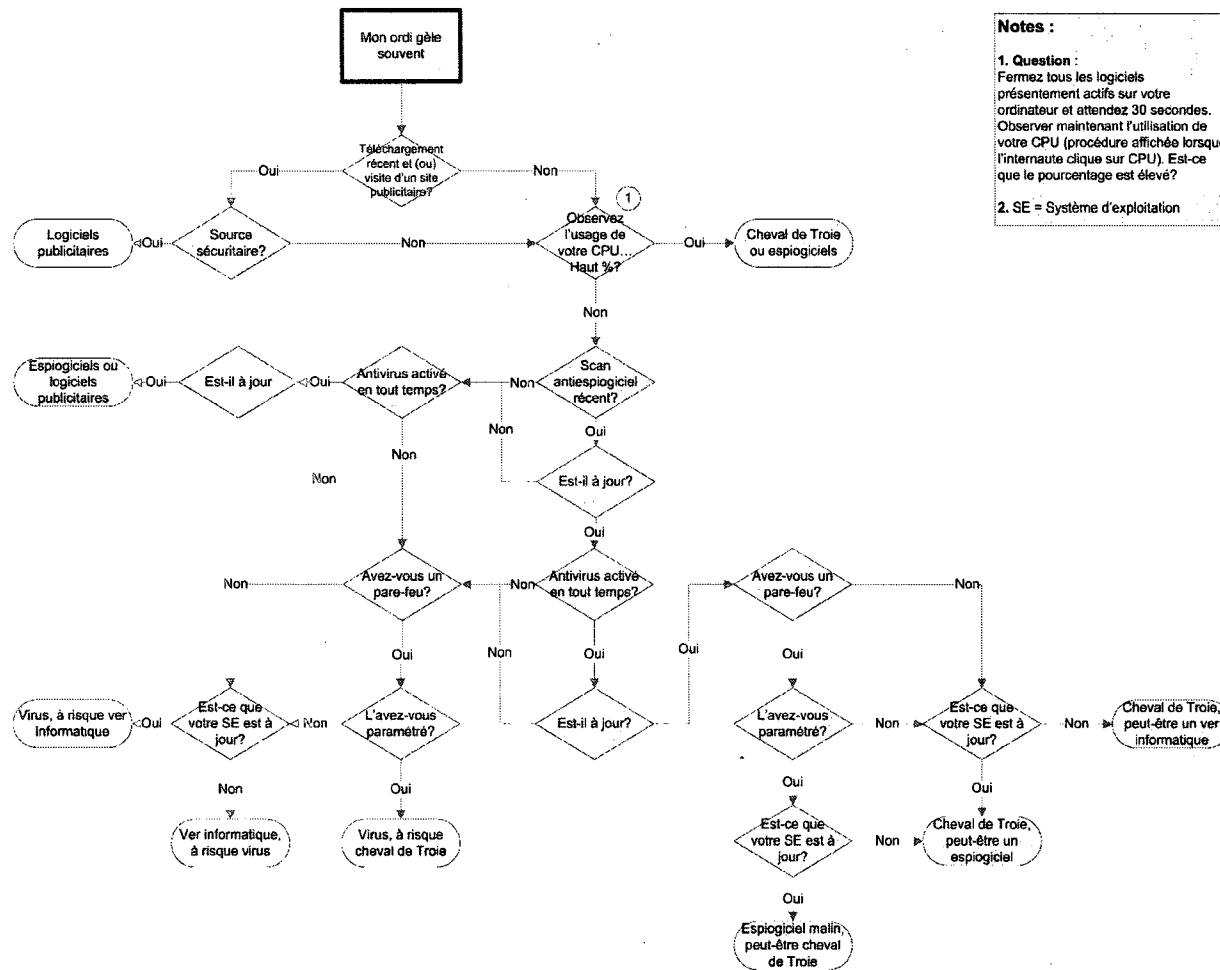 Mon ordi gèle
souvent
Notes :
1. Question :
Fermez tous les logiciels
présentement actifs sur votre
ordinateur et attendez 30 secondes.
Observer maintenant l'utilisation de
votre CPU (procédure affichée lorsque
l'internaute clique sur CPU). Est-ce
que le pourcentage est élevé?
2. SE = Système d'exploitation
Téléchargement
récent et (ou)
visite d'un site
publicitaire?
Oui
Non
1
Logiciels
publicitaires
Oui
Source
sécuritaire?
Non
Observez
l'usage de
votre CPU...
Haut %?
Oui
Cheval de Troie
ou espiogiciels
Non
Espiogiciels ou
logiciels
publicitaires
Oui
Est-il à jour
Oui
Antivirus activé
en tout temps?
Non
Scan
antiespiogiciel
récent?
Oui
Non
Non
Non
Est-il à jour?
Oui
Non
Avez-vous un
pare-feu?
Non
Antivirus activé
en tout temps?
Avez-vous un
pare-feu?
Non
Oui
Non
Oui
Oui
Oui
Virus, à risque ver
informatique
Oui
Est-ce que
votre SE est à
jour?
Non
L'avez-vous
paramétré?
Est-il à jour?
L'avez-vous
paramétré?
Non
Est-ce que
votre SE est à
jour?
Non
Cheval de Troie,
peut-être un ver
informatique
Non
Oui
Oui
Oui
Ver informatique,
à risque virus
Virus, à risque
cheval de Troie
Est-ce que
votre SE est à
jour?
Non
Cheval de Troie,
peut-être un
espiogiciel
Oui
Espiogiciel malin,
peut-être cheval
de Troie